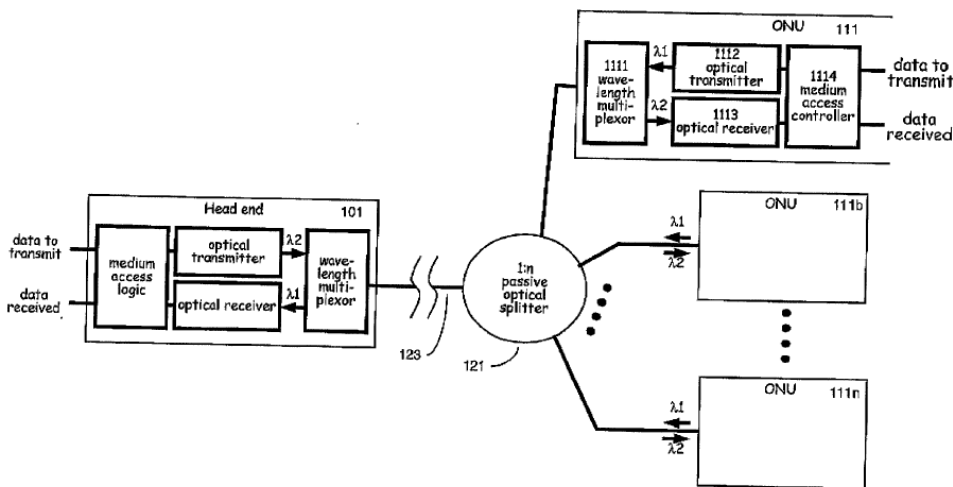 ONU 111
1111
wave-
length
multi-
plexor
λ1
λ2
1112
optical
transmitter
1113
optical receiver
1114
medium
access
controller
data to
transmit
data
received
Head end 101
data to
transmit
data
received
medium
access
logic
optical
transmitter
optical receiver
λ2
λ1
wave-
length
multi-
plexor
123
1:n
passive
optical
splitter
121
ONU 111b
λ1
λ2
ONU 111n
λ1
λ2